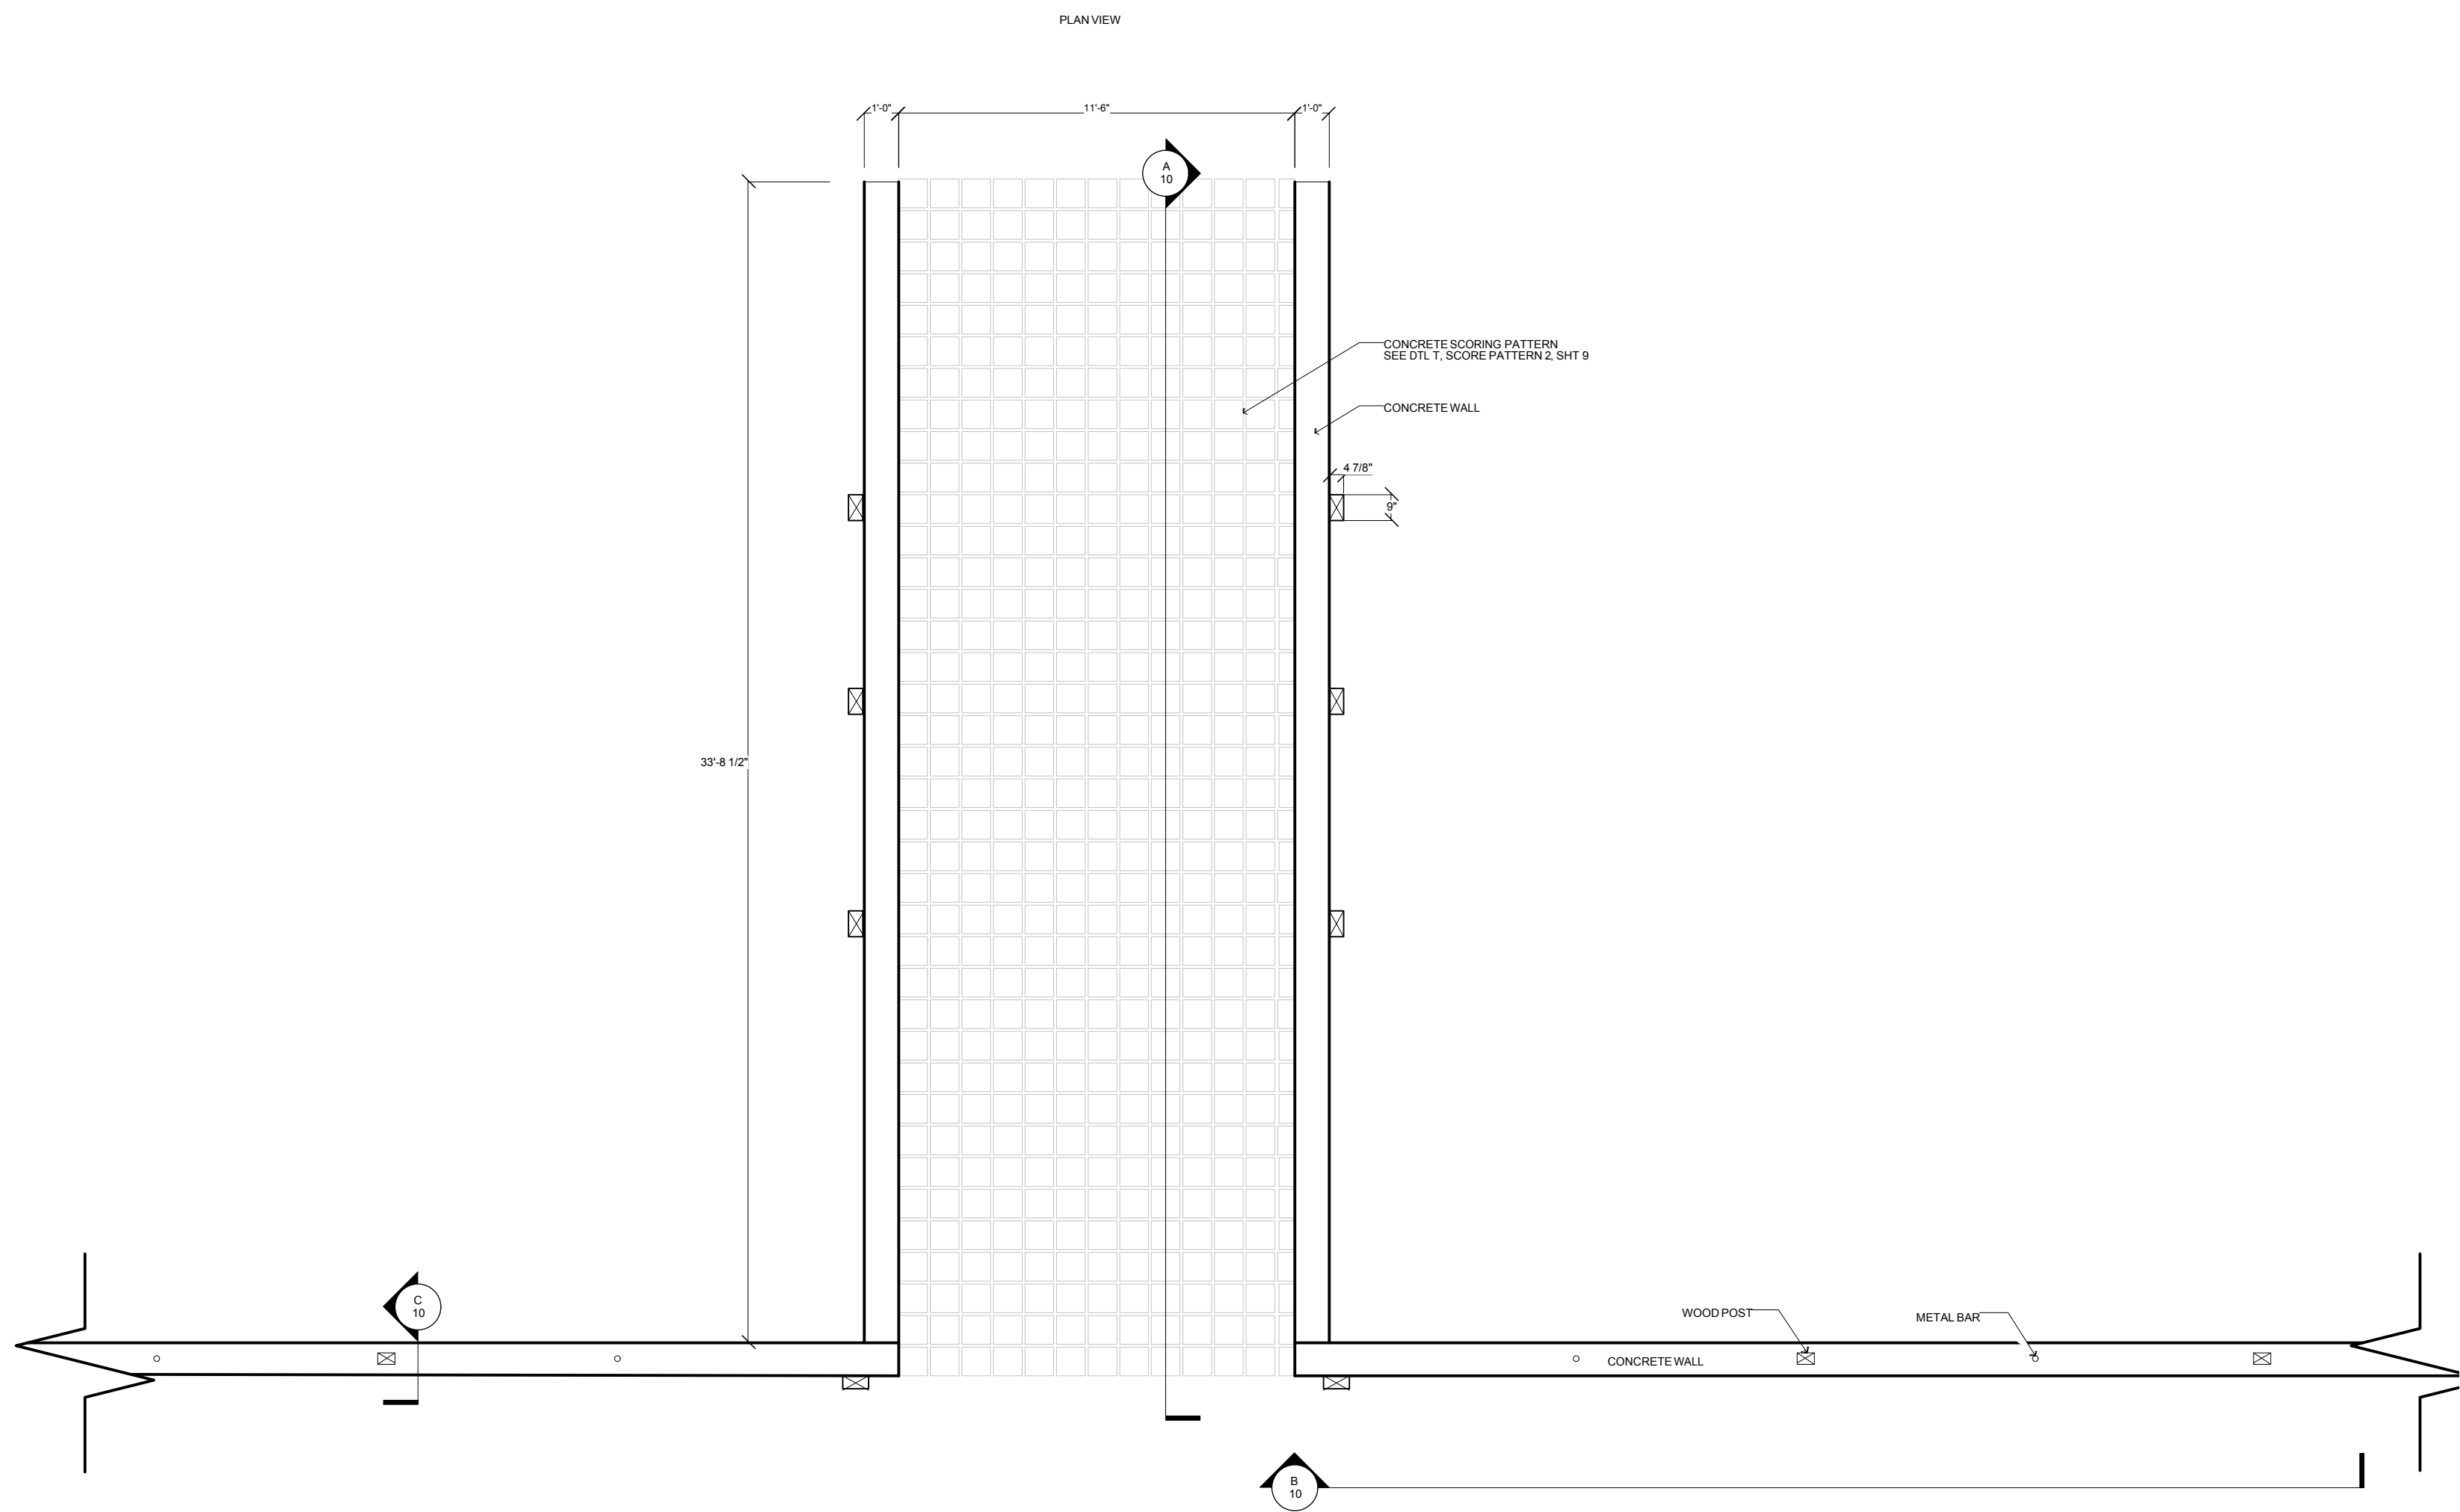 PLAN VIEW
1'-0"
11'-6"
1'-0"
A
10
CONCRETE SCORING PATTERN
SEE DTL T, SCORE PATTERN 2, SHT 9
CONCRETE WALL
4 7/8"
9"
33'-8 1/2"
C
10
WOOD POST
METAL BAR
CONCRETE WALL
B
10